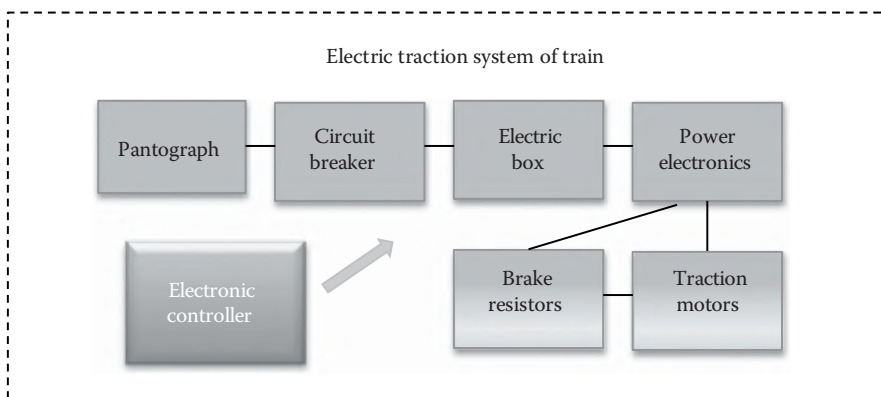 Electric traction system of train
Pantograph
Circuit
breaker
Electric
box
Power
electronics
Electronic
controller
Brake
resistors
Traction
motors